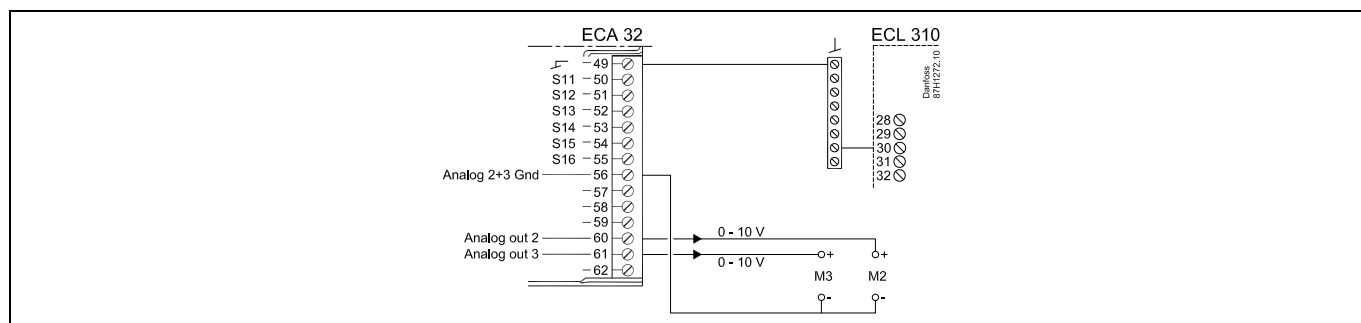 ECA 32
ECL 310
Danfoss
87H1272.10
49
S11 50
S12 51
S13 52
S14 53
S15 54
S16 55
Analog 2+3 Gnd 56
57
58
59
Analog out 2 60
Analog out 3 61
62
28
29
30
31
32
0 - 10 V
0 - 10 V
+ +
M3 M2
- -